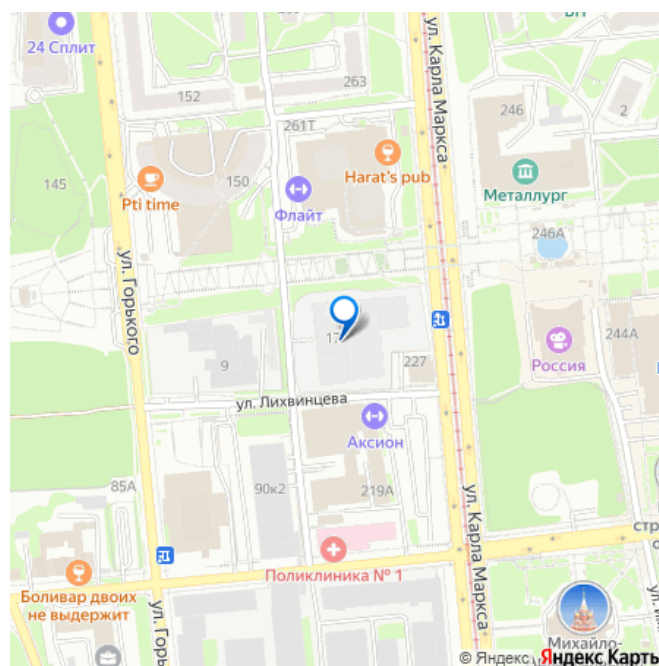 24 Сплит
152
263
261Т
ул. Карла Маркса
246
2
145
150
Pti time
Флайт
Harat's pub
Металлург
246А
ул. Горького
17
9
227
Россия
244А
ул. Лихвинцева
Аксион
85А
90к2
219А
ул. Карла Маркса
Поликлиника № 1
Боливар двоих
не выдержит
ул. Горь
Михайло-
© Яндекс Яндекс Карты